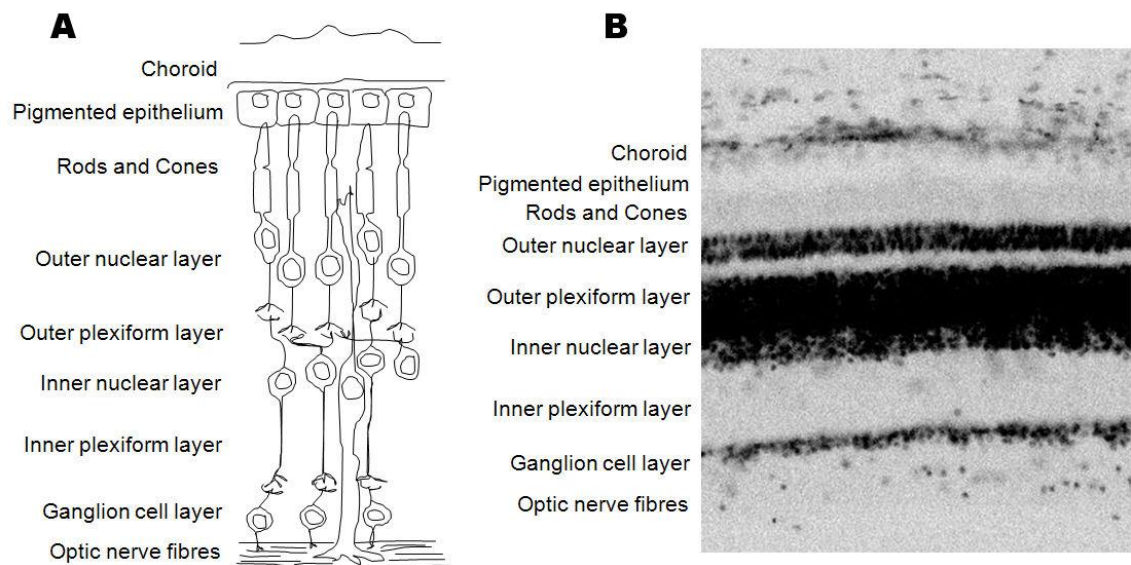 A
Choroid
Pigmented epithelium
Rods and Cones
Outer nuclear layer
Outer plexiform layer
Inner nuclear layer
Inner plexiform layer
Ganglion cell layer
Optic nerve fibres
B
Choroid
Pigmented epithelium
Rods and Cones
Outer nuclear layer
Outer plexiform layer
Inner nuclear layer
Inner plexiform layer
Ganglion cell layer
Optic nerve fibres